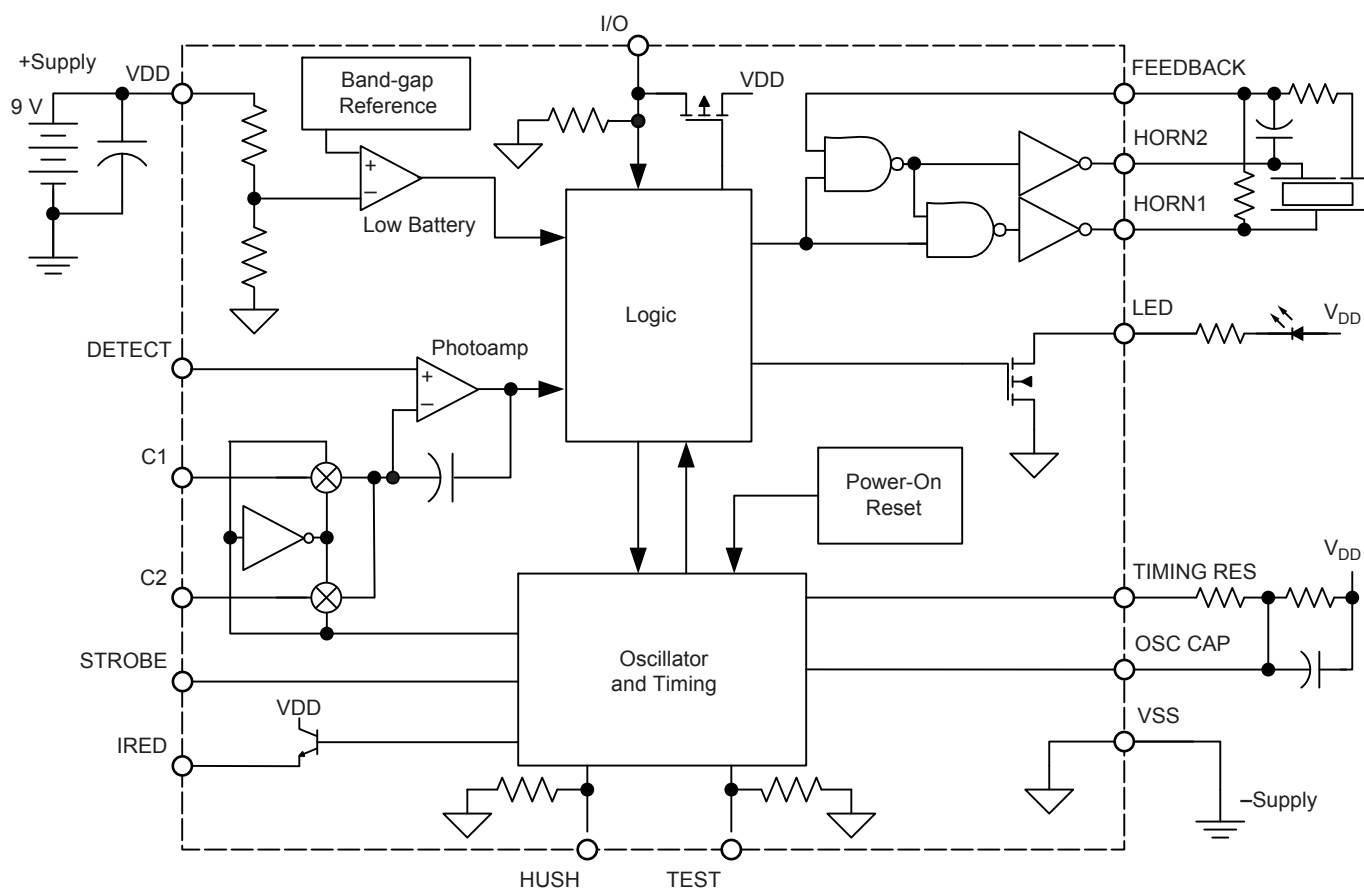 I/O
+Supply
VDD
9 V
Band-gap
Reference
VDD
FEEDBACK
HORN2
HORN1
+
−
Low Battery
Logic
LED
VDD
DETECT
Photoamp
+
−
C1
C2
Power-On
Reset
VDD
TIMING RES
OSC CAP
STROBE
Oscillator
and Timing
VDD
IRED
VSS
–Supply
HUSH
TEST